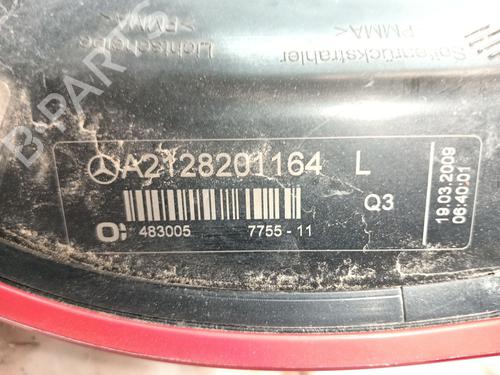 Lichtscheibe
>PMMA<
Seitenrückstrahler
>PMMA<
A2128201164 L
Q3
483005 7755-11
19.03.2009
06:40:01
B-PARTS